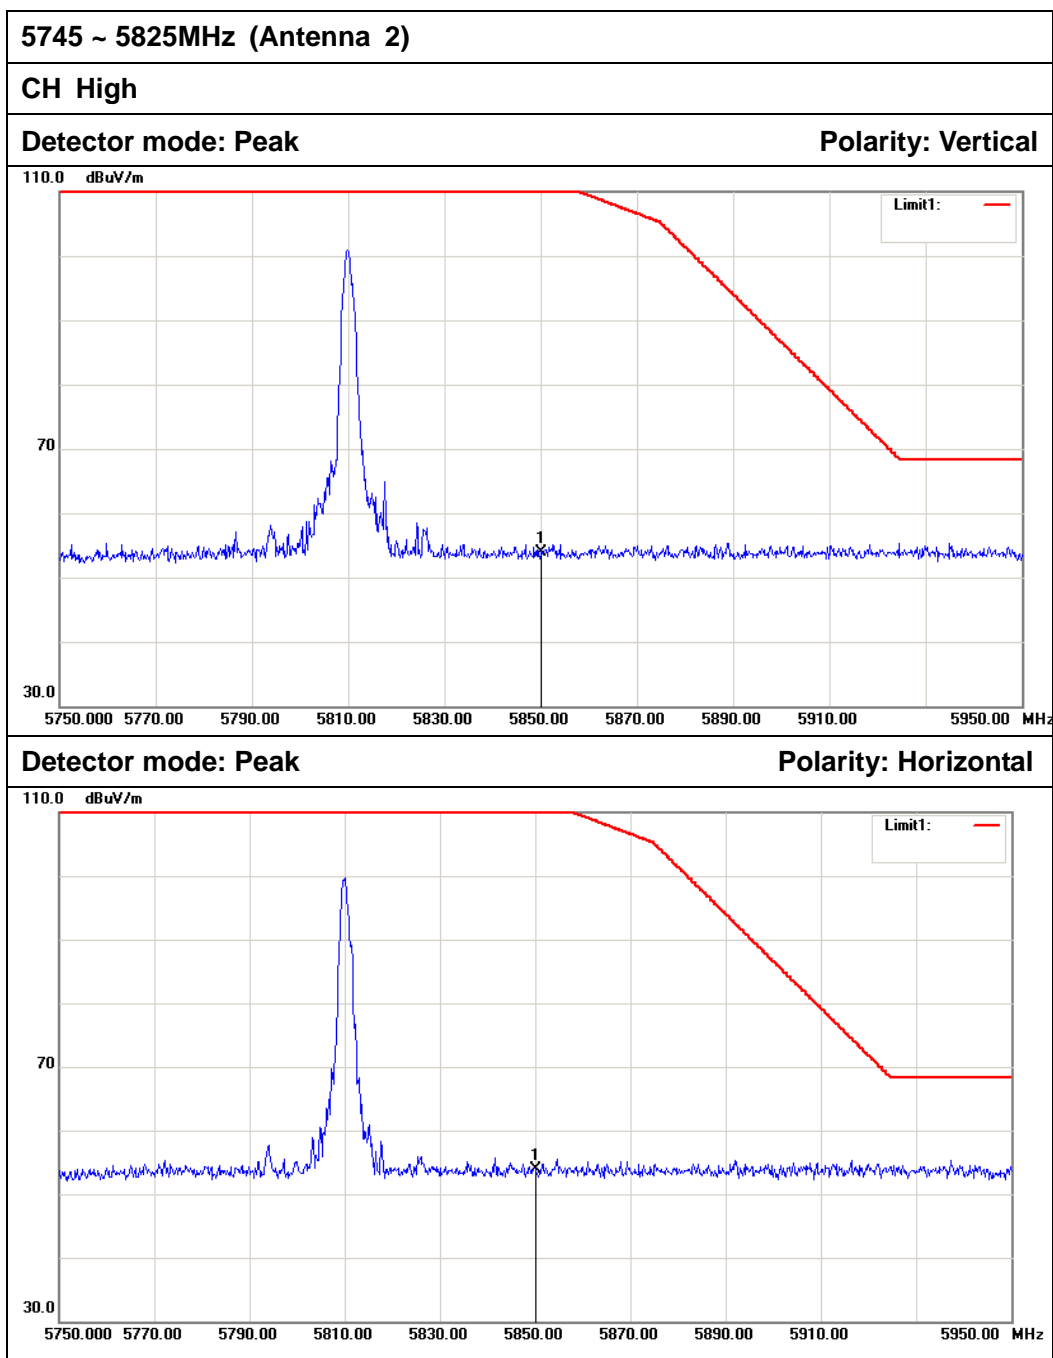 5745 ~ 5825MHz (Antenna 2)
CH High
Detector mode: Peak Polarity: Vertical
110.0 dBuV/m
Limit1:
70
1
30.0
5750.000 5770.00 5790.00 5810.00 5830.00 5850.00 5870.00 5890.00 5910.00 5950.00 MHz
Detector mode: Peak Polarity: Horizontal
110.0 dBuV/m
Limit1:
70
1
30.0
5750.000 5770.00 5790.00 5810.00 5830.00 5850.00 5870.00 5890.00 5910.00 5950.00 MHz